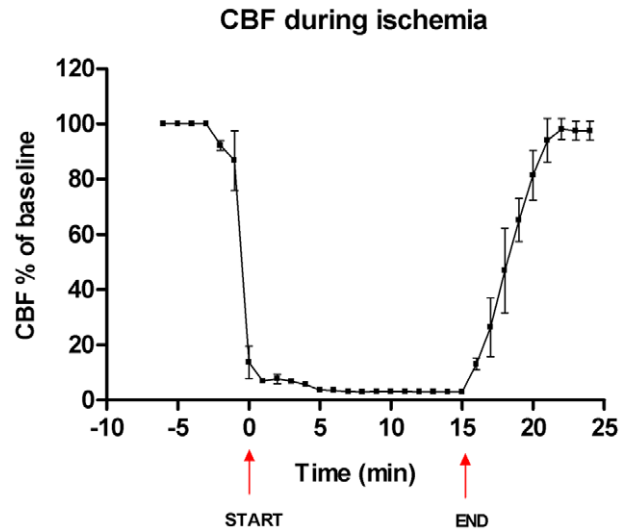 CBF during ischemia
CBF % of baseline
120
100
80
60
40
20
0
-10 -5 0 5 10 15 20 25
Time (min)
START END